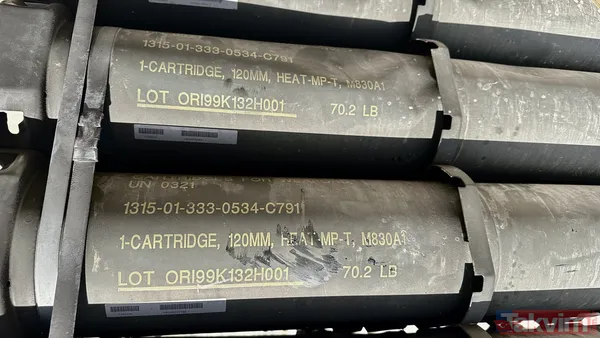 1315-01-333-0534-C791
1-CARTRIDGE, 120MM, HEAT-MP-T, M830A1
LOT ORI99K132H001 70.2 LB
UN 0321
1315-01-333-0534-C791
1-CARTRIDGE, 120MM, HEAT-MP-T, M830A1
LOT ORI99K132H001 70.2 LB
Takvim